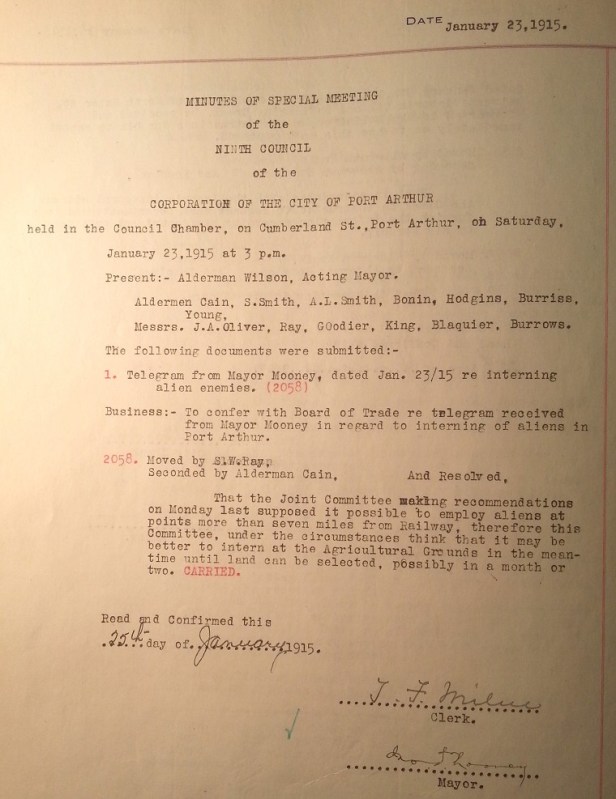 DATE January 23,1915.
MINUTES OF SPECIAL MEETING
of the
NINTH COUNCIL
of the
CORPORATION OF THE CITY OF PORT ARTHUR
held in the Council Chamber, on Cumberland St.,Port Arthur, oh Saturday,
January 23,1915 at 3 p.m.
Present:- Alderman Wilson, Acting Mayor.
Aldermen Cain, S.Smith, A.L.Smith, Bonin, Hodgins, Burriss,
Young,
Messrs. J.A.Oliver, Ray, GOodier, King, Blaquier, Burrows.
The following documents were submitted:-
1. Telegram from Mayor Mooney, dated Jan. 23/15 re interning
alien enemies. (2058)
Business:- To confer with Board of Trade re telegram received
from Mayor Mooney in regard to interning of aliens in
Port Arthur.
2058. Moved by S.W.Ray,
Seconded by Alderman Cain, And Resolved,
That the Joint Committee making recommendations
on Monday last supposed it possible to employ aliens at
points more than seven miles from Railway, therefore this
Committee, under the circumstances think that it may be
better to intern at the Agricultural Grounds in the mean-
time until land can be selected, possibly in a month or
two. CARRIED.
Read and Confirmed this
.25th.day of.January.1915.
T. F. Milne
Clerk.
Mayor.